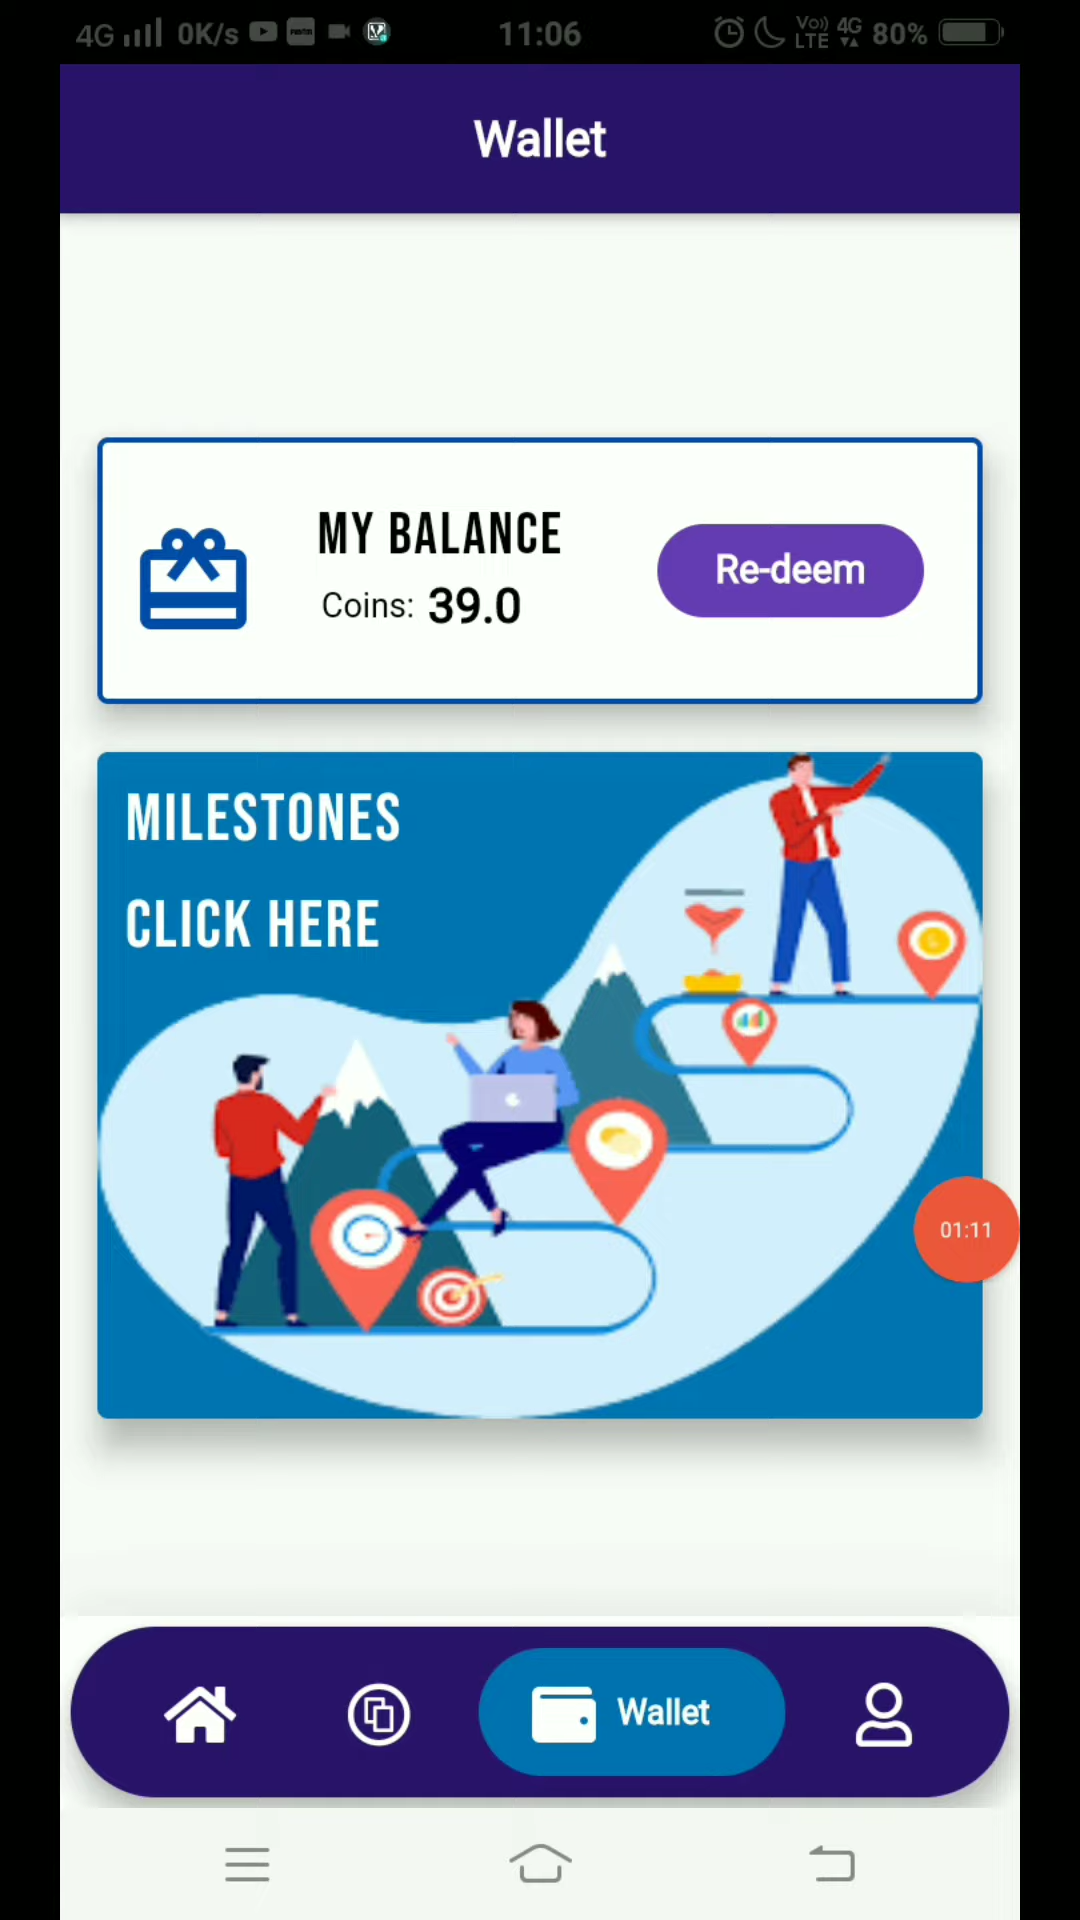 4G 0K/s 11:06 Vo)) LTE 4G 80%
Wallet
MY BALANCE
Coins: 39.0
Re-deem
MILESTONES
CLICK HERE
01:11
Wallet